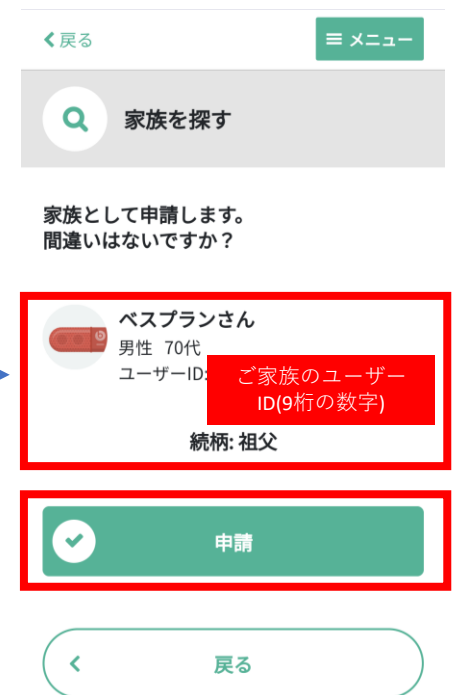 戻る
メニュー
家族を探す
家族として申請します。
間違いはないですか？
ベスプランさん
男性 70代
ユーザーID:
ご家族のユーザー
ID(9桁の数字)
続柄: 祖父
申請
戻る